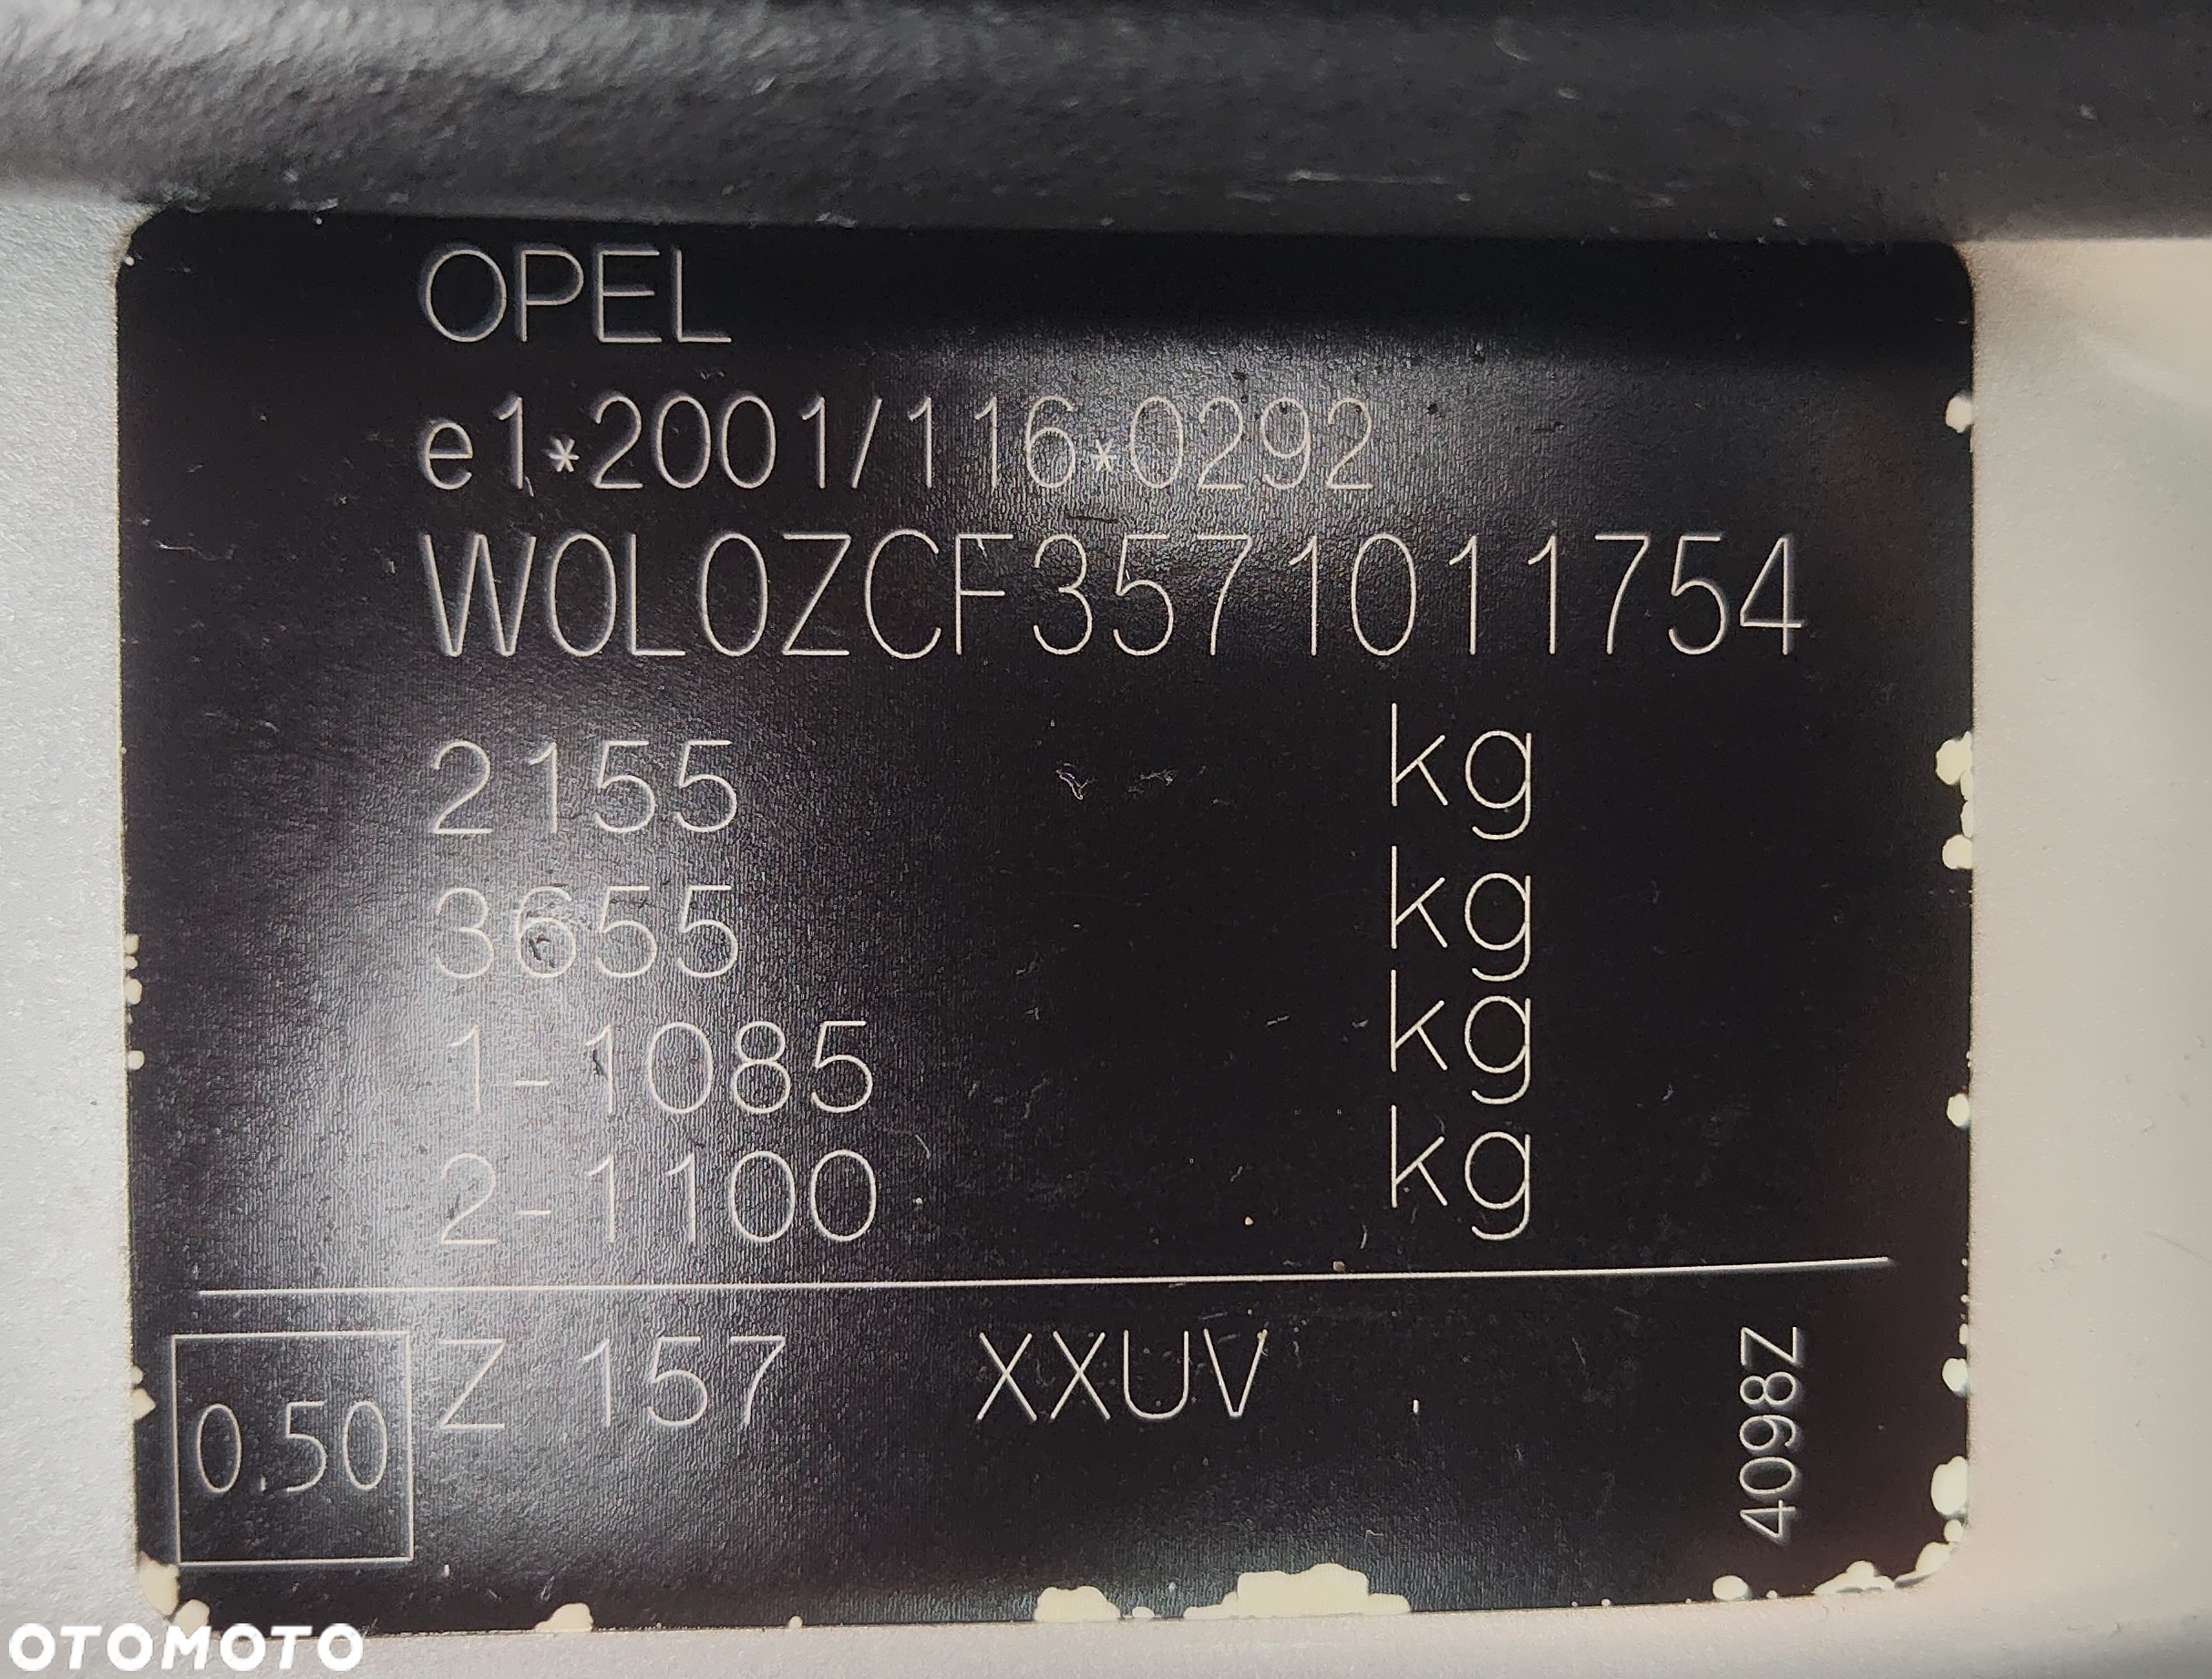 OPEL
e1*2001/116*0292
W0L0ZCF3571011754
2155 kg
3655 kg
1-1085 kg
2-1100 kg
0.50 Z 157 XXUV
4098Z
OTOMOTO